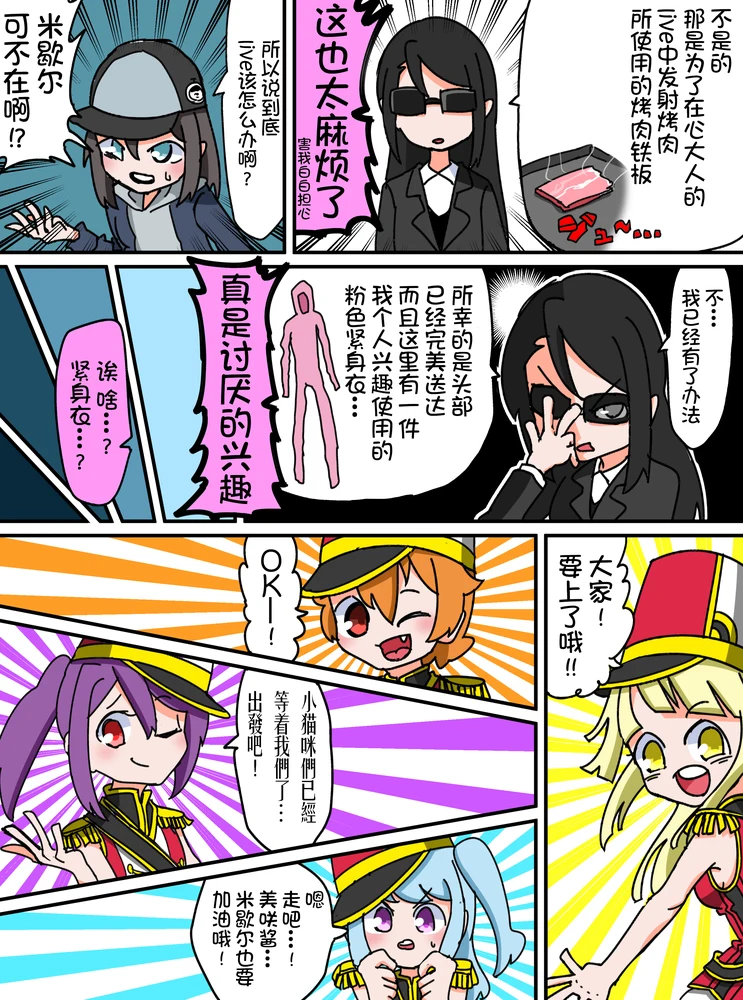 不是的
那是为了在心大人的
live中发射烤肉
所使用的烤肉铁板
ジュ～…
这也太麻烦了
害我白白担心
所以说到底
live该怎么办啊？
米歇尔
可不在啊!?
不…
我已经有了办法
所幸的是头部
已经完美送达
而且这里有一件
我个人兴趣使用的
粉色紧身衣…
真是讨厌的兴趣
诶啥…？
紧身衣…？
大家！
要上了哦!!
OK—！
小猫咪們已經
等着我們了…
出發吧！
嗯
走吧…！
美咲酱…
米歇尔也要
加油哦！